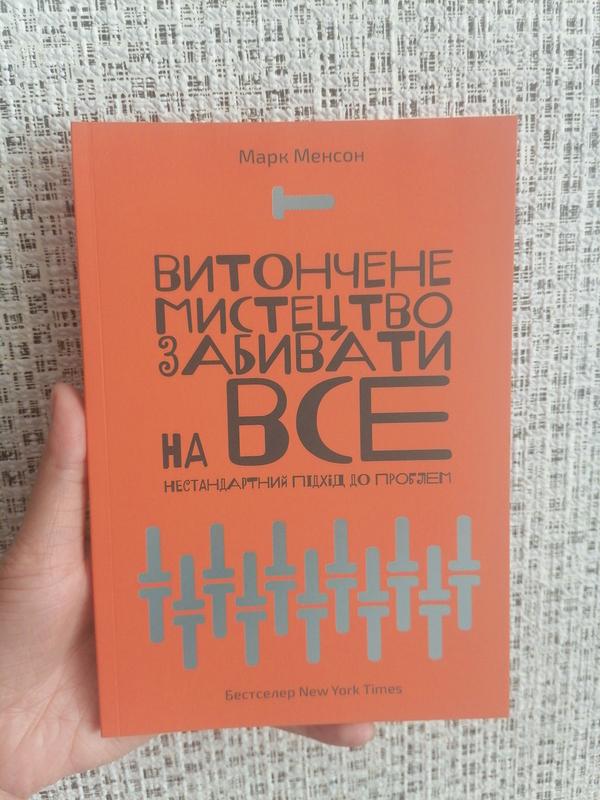 Марк Менсон
ВИТОНЧЕНЕ
МИСТЕЦТВО
ЗАБИВАТИ
НА ВСЕ
НЕСТАНДАРТНИЙ ПІДХІД ДО ПРОБЛЕМ
Бестселер New York Times